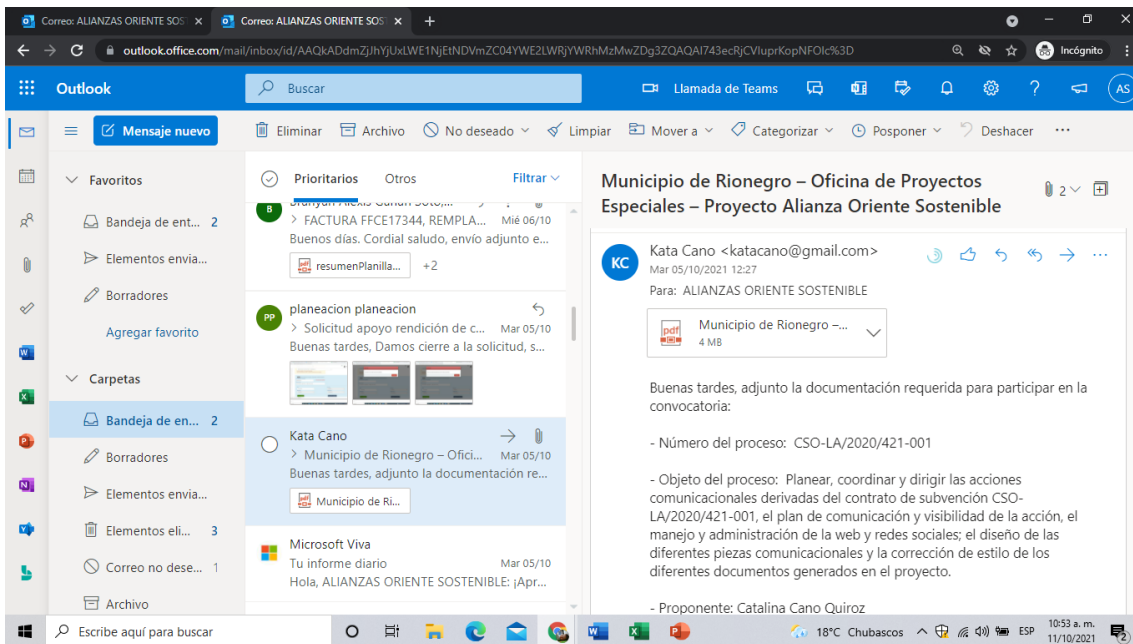 Correo: ALIANZAS ORIENTE SOS
Correo: ALIANZAS ORIENTE SOS
outlook.office.com/mail/inbox/id/AAQkADdmZjJhYjUxLWE1NjEtNDVmZC04YWE2LWRjYWRhMzMwZDg3ZQAQAI743ecRjCVIuprKopNFOIc%3D
Incógnito
Outlook
Buscar
Llamada de Teams
AS
Mensaje nuevo
Eliminar
Archivo
No deseado
Limpiar
Mover a
Categorizar
Posponer
Deshacer
Favoritos
Bandeja de ent... 2
Elementos envia...
Borradores
Agregar favorito
Carpetas
Bandeja de en... 2
Borradores
Elementos envia...
Elementos eli... 3
Correo no dese... 1
Archivo
Prioritarios
Otros
Filtrar
B
> FACTURA FFCE17344, REMPLA... Mié 06/10
Buenos días. Cordial saludo, envío adjunto e...
resumenPlanilla... +2
PP
planeacion planeacion
> Solicitud apoyo rendición de c... Mar 05/10
Buenas tardes, Damos cierre a la solicitud, s...
Kata Cano
> Municipio de Rionegro – Ofici... Mar 05/10
Buenas tardes, adjunto la documentación re...
Municipio de Ri...
Microsoft Viva
Tu informe diario Mar 05/10
Hola, ALIANZAS ORIENTE SOSTENIBLE: ¡Apr...
Municipio de Rionegro – Oficina de Proyectos
Especiales – Proyecto Alianza Oriente Sostenible
2
KC
Kata Cano <katacano@gmail.com>
Mar 05/10/2021 12:27
Para: ALIANZAS ORIENTE SOSTENIBLE
pdf
Municipio de Rionegro –...
4 MB
Buenas tardes, adjunto la documentación requerida para participar en la
convocatoria:
- Número del proceso: CSO-LA/2020/421-001
- Objeto del proceso: Planear, coordinar y dirigir las acciones
comunicacionales derivadas del contrato de subvención CSO-
LA/2020/421-001, el plan de comunicación y visibilidad de la acción, el
manejo y administración de la web y redes sociales; el diseño de las
diferentes piezas comunicacionales y la corrección de estilo de los
diferentes documentos generados en el proyecto.
- Proponente: Catalina Cano Quiroz
Escribe aquí para buscar
18°C Chubascos
ESP
10:53 a. m.
11/10/2021
2